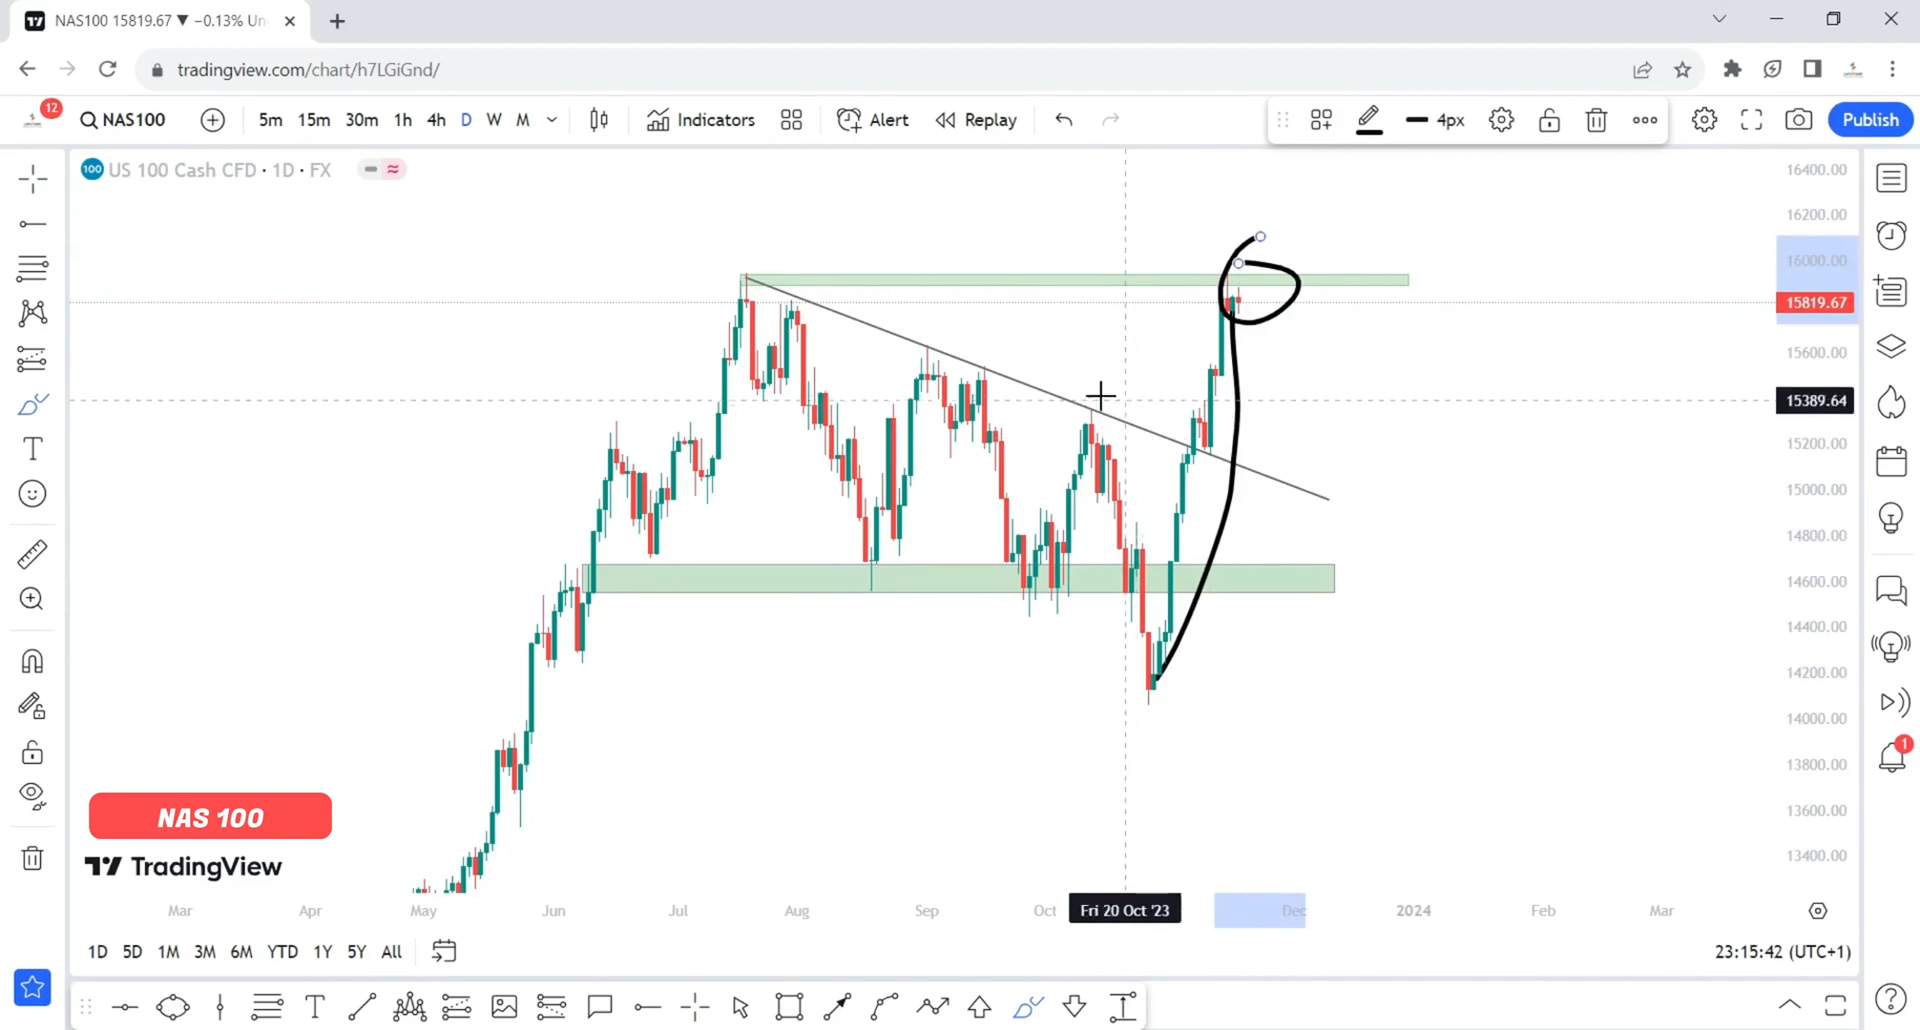 NAS100 15819.67 ▼ −0.13% Un
tradingview.com/chart/h7LGiGnd/
12
NAS100 5m 15m 30m 1h 4h D W M Indicators Alert Replay 4px Publish
100 US 100 Cash CFD · 1D · FX
16400.00
16200.00
16000.00
15819.67
15600.00
15389.64
15200.00
15000.00
14800.00
14600.00
14400.00
14200.00
14000.00
13800.00
13600.00
13400.00
1
NAS 100
TradingView
Mar Apr May Jun Jul Aug Sep Oct Fri 20 Oct '23 Dec 2024 Feb Mar
1D 5D 1M 3M 6M YTD 1Y 5Y All 23:15:42 (UTC+1)